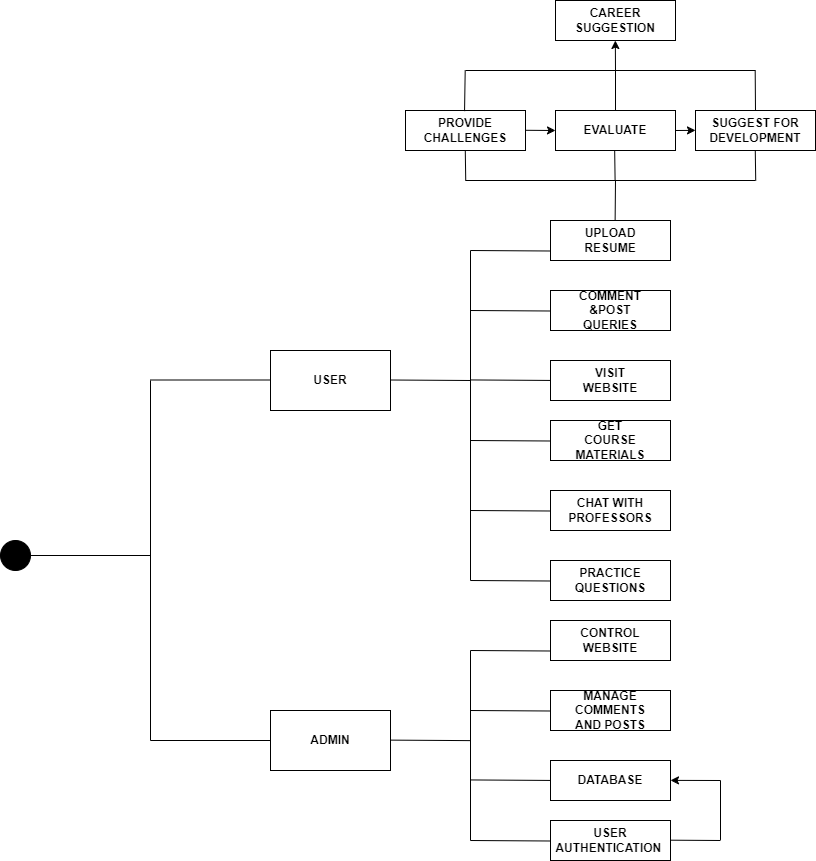 CAREER
SUGGESTION
PROVIDE
CHALLENGES
EVALUATE
SUGGEST FOR
DEVELOPMENT
UPLOAD
RESUME
COMMENT
&POST
QUERIES
USER
VISIT
WEBSITE
GET
COURSE
MATERIALS
CHAT WITH
PROFESSORS
PRACTICE
QUESTIONS
CONTROL
WEBSITE
MANAGE
COMMENTS
AND POSTS
ADMIN
DATABASE
USER
AUTHENTICATION